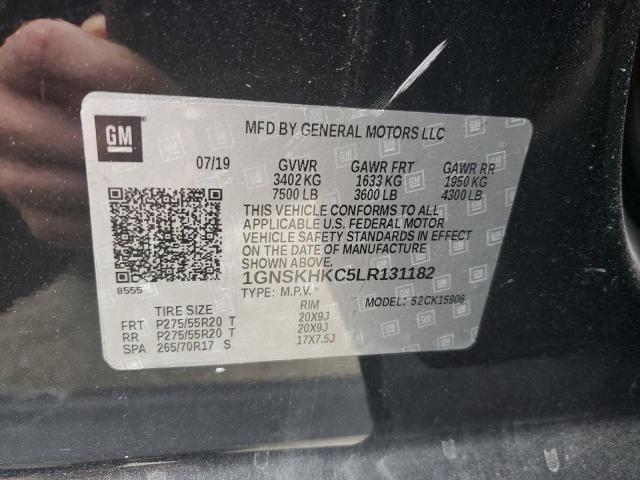 GM
MFD BY GENERAL MOTORS LLC
07/19 GVWR GAWR FRT GAWR RR
3402 KG 1633 KG 1950 KG
7500 LB 3600 LB 4300 LB
THIS VEHICLE CONFORMS TO ALL
APPLICABLE U.S. FEDERAL MOTOR
VEHICLE SAFETY STANDARDS IN EFFECT
ON THE DATE OF MANUFACTURE
SHOWN ABOVE.
8555
1GNSKHKC5LR131182
TYPE: M.P.V. MODEL: 52CK15906
TIRE SIZE RIM
FRT P275/55R20 T 20X9J
RR P275/55R20 T 20X9J
SPA 265/70R17 S 17X7.5J